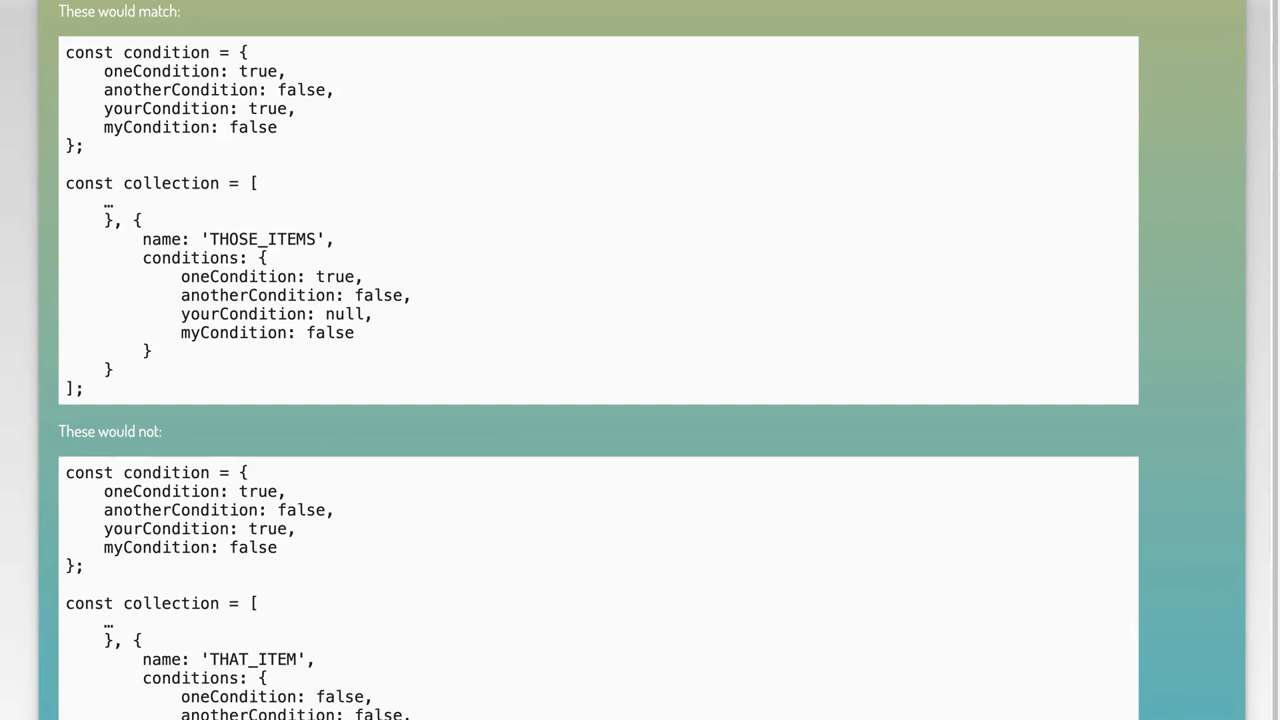 These would match:
const condition = {
    oneCondition: true,
    anotherCondition: false,
    yourCondition: true,
    myCondition: false
};
const collection = [
    …
    }, {
        name: 'THOSE_ITEMS',
        conditions: {
            oneCondition: true,
            anotherCondition: false,
            yourCondition: null,
            myCondition: false
        }
    }
];
These would not:
const condition = {
    oneCondition: true,
    anotherCondition: false,
    yourCondition: true,
    myCondition: false
};
const collection = [
    …
    }, {
        name: 'THAT_ITEM',
        conditions: {
            oneCondition: false,
            anotherCondition: false,